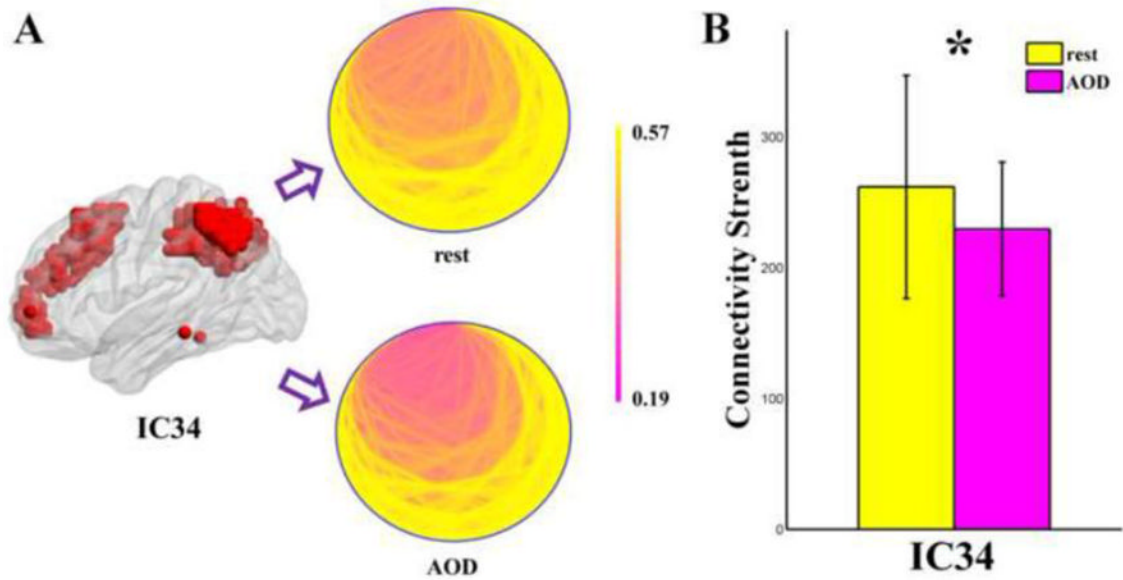 A
rest
AOD
IC34
0.57
0.19
B
*
rest
AOD
Connectivity Strenth
300
200
100
0
IC34